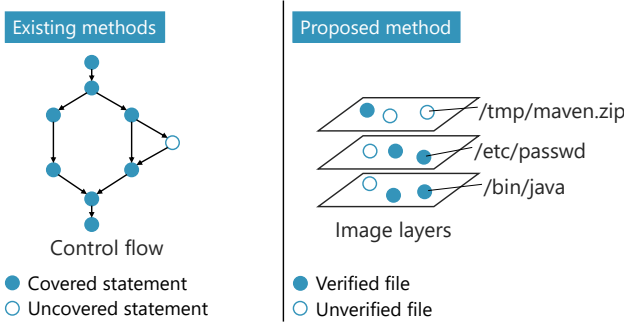 Existing methods
Control flow
Covered statement
Uncovered statement
Proposed method
/tmp/maven.zip
/etc/passwd
/bin/java
Image layers
Verified file
Unverified file